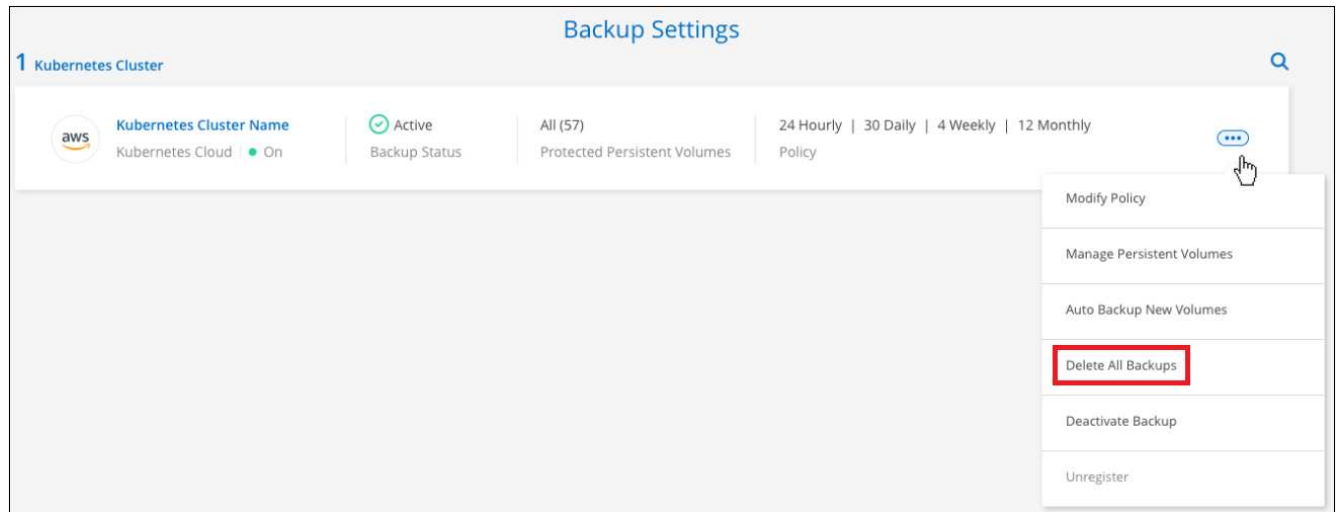 Backup Settings
1 Kubernetes Cluster
aws
Kubernetes Cluster Name
Kubernetes Cloud | On
Active
Backup Status
All (57)
Protected Persistent Volumes
24 Hourly | 30 Daily | 4 Weekly | 12 Monthly
Policy
Modify Policy
Manage Persistent Volumes
Auto Backup New Volumes
Delete All Backups
Deactivate Backup
Unregister